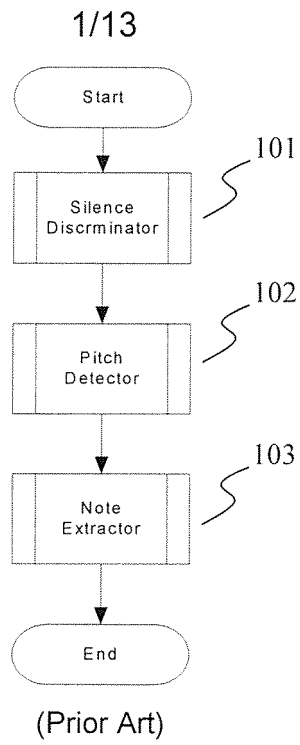 1/13
Start
101
Silence
Discrminator
102
Pitch
Detector
103
Note
Extractor
End
(Prior Art)